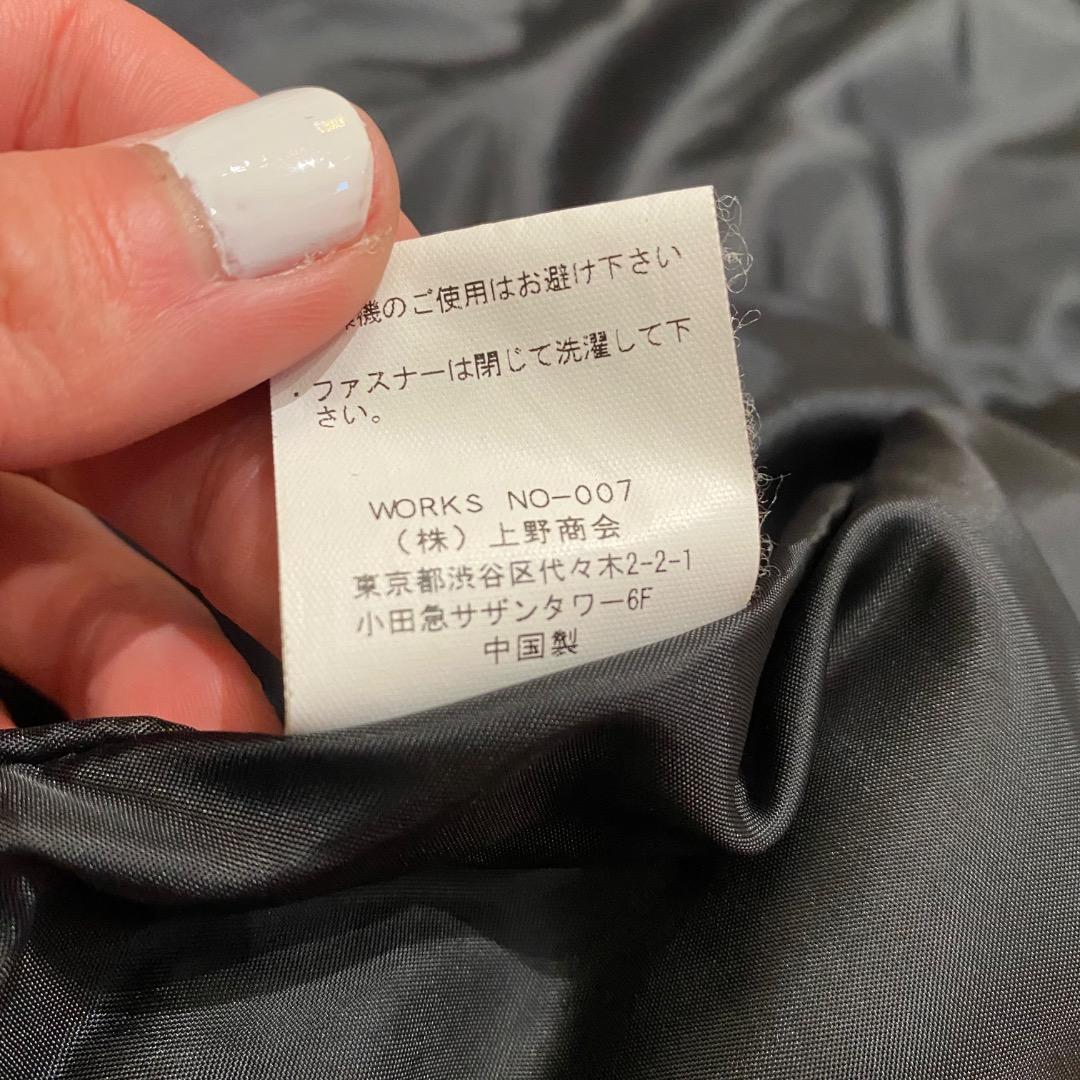 機のご使用はお避け下さい
・ファスナーは閉じて洗濯して下
さい。
WORKS NO-007
(株)上野商会
東京都渋谷区代々木2-2-1
小田急サザンタワー6F
中国製